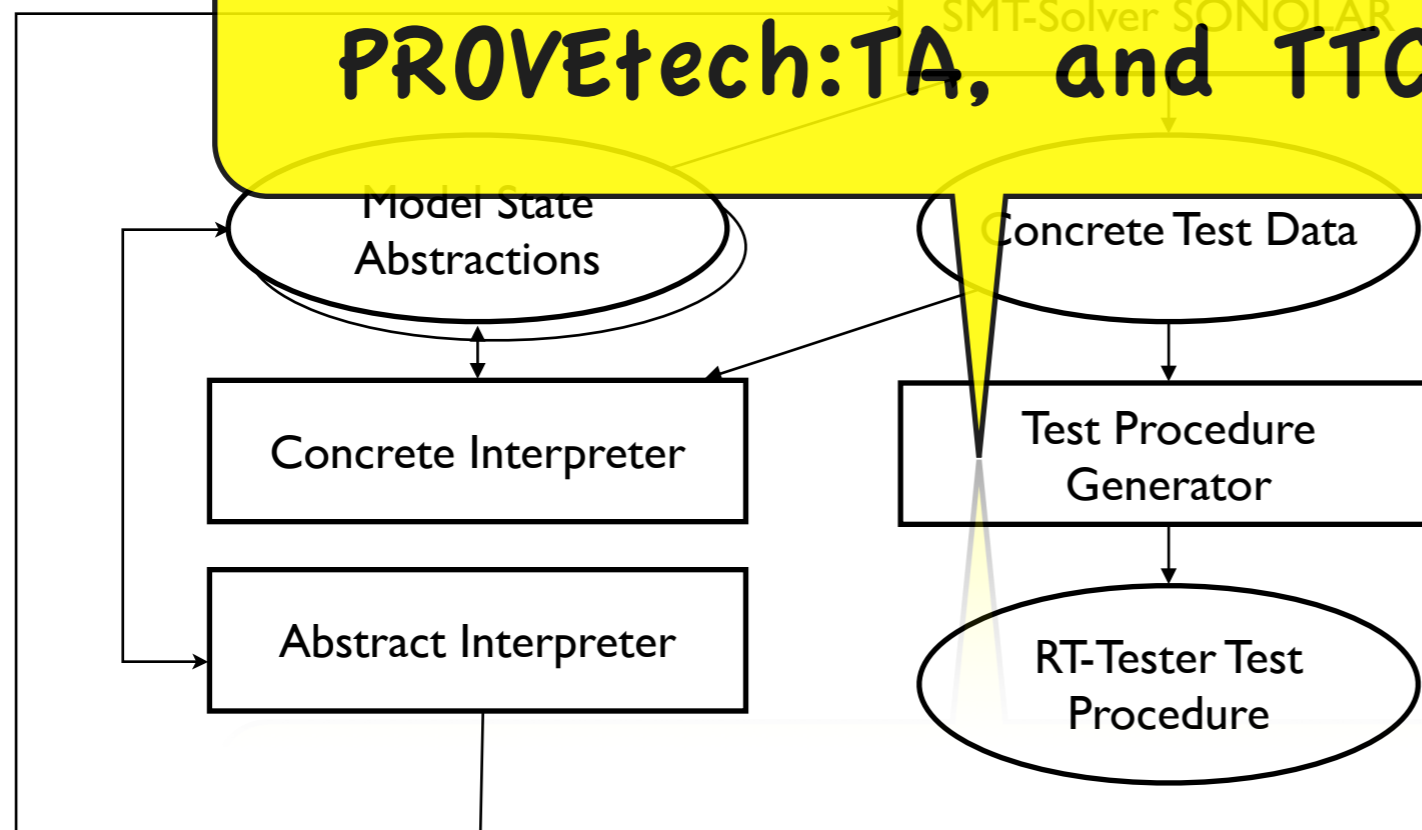 SMT-Solver SONOLAR
PROVEtech:TA, and TTC
Model State
Abstractions
Concrete Test Data
Concrete Interpreter
Test Procedure
Generator
Abstract Interpreter
RT-Tester Test
Procedure